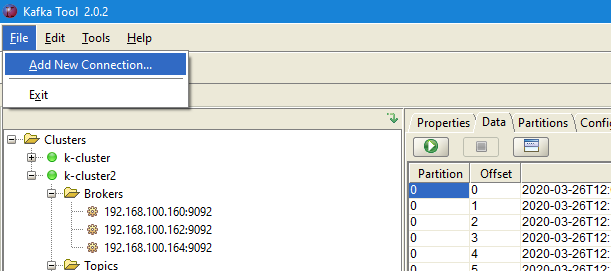 Kafka Tool 2.0.2
File Edit Tools Help
Add New Connection...
Exit
Clusters
k-cluster
k-cluster2
Brokers
192.168.100.160:9092
192.168.100.162:9092
192.168.100.164:9092
Topics
Properties Data Partitions
Partition Offset
0 0 2020-03-26T12:
0 1 2020-03-26T12:
0 2 2020-03-26T12:
0 3 2020-03-26T12:
0 4 2020-03-26T12:
0 5 2020-03-26T12: